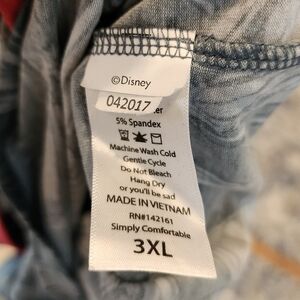 ©Disney
042017 er
5% Spandex
Machine Wash Cold
Gentle Cycle
Do Not Bleach
Hang Dry
or you'll be sad
MADE IN VIETNAM
RN#142161
Simply Comfortable
3XL